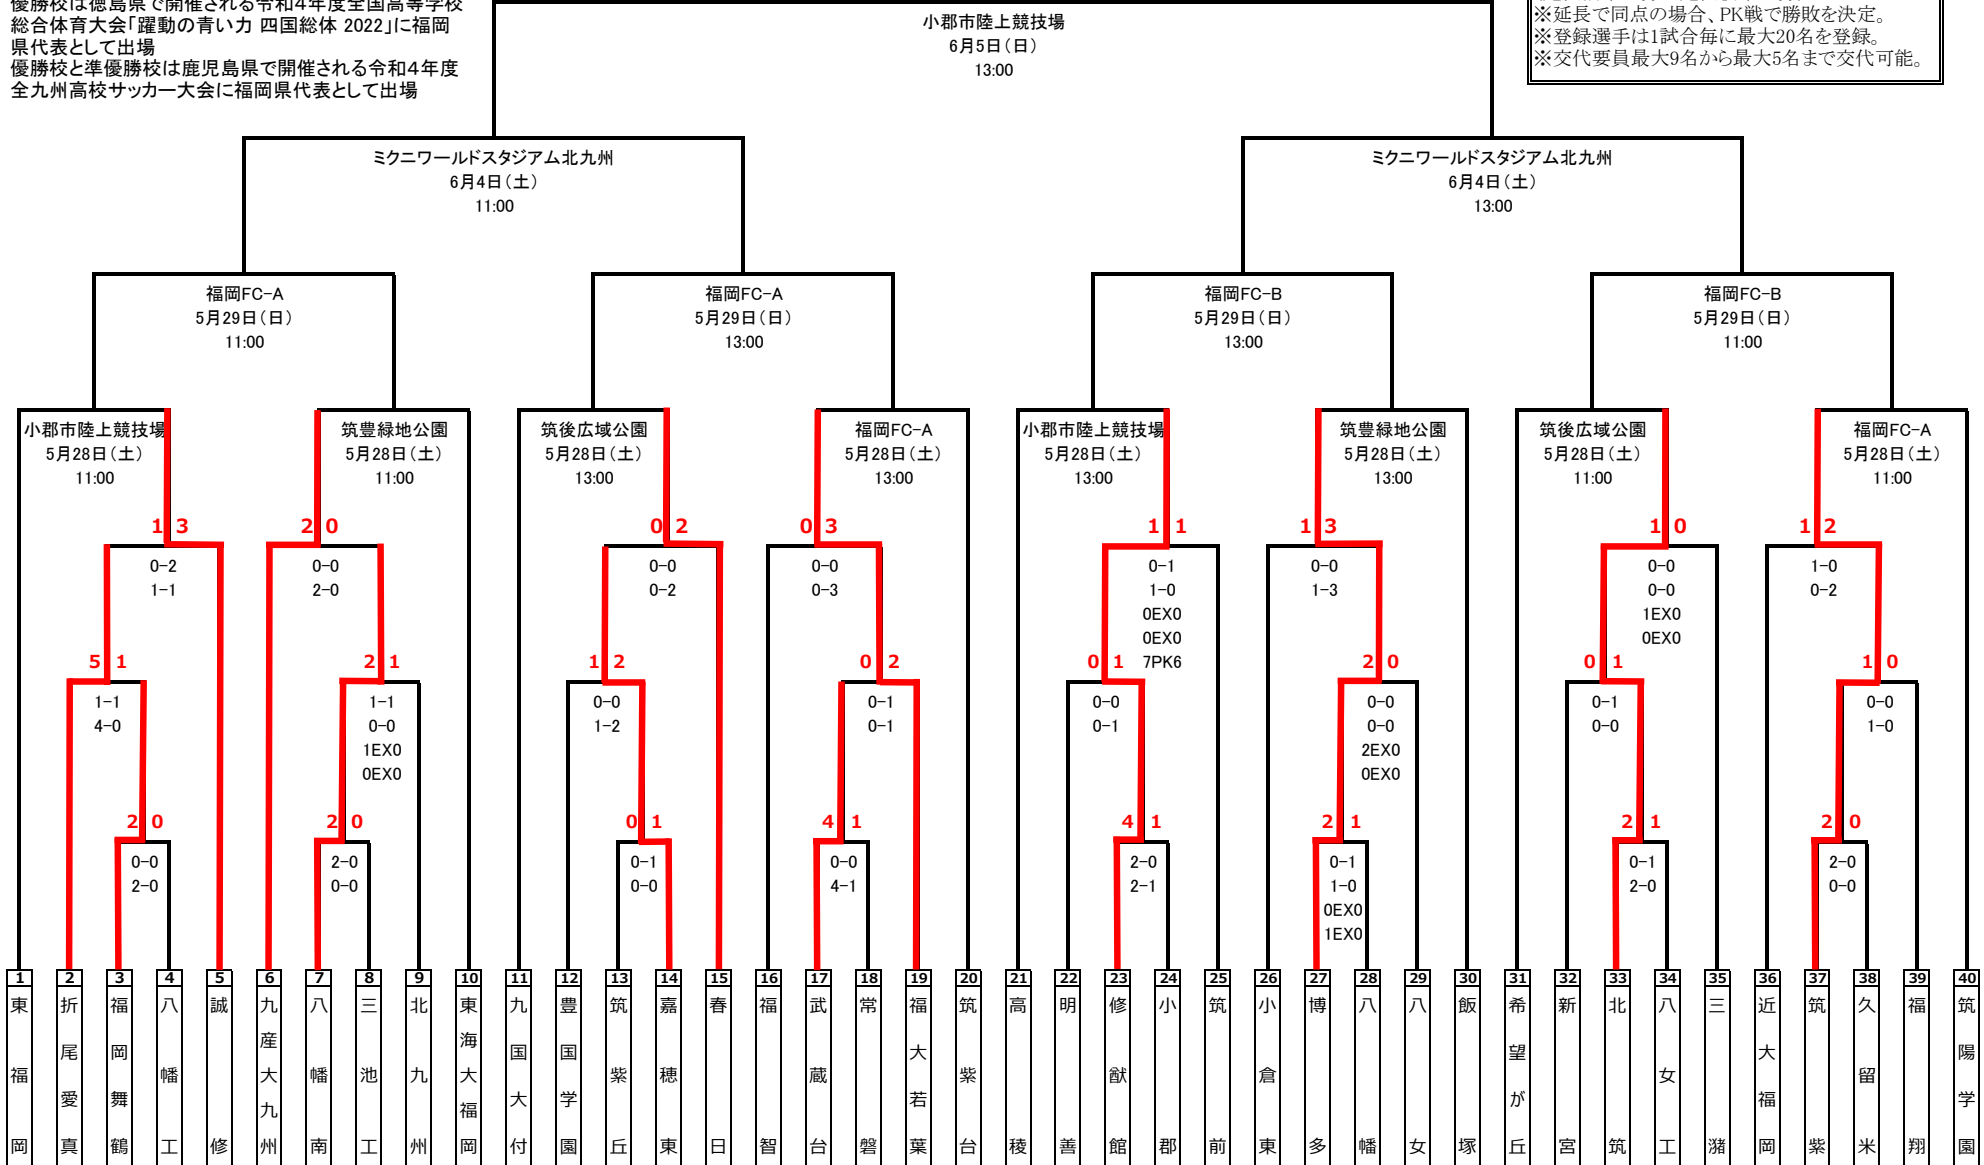 優勝校は徳島県で開催される令和4年度全国高等学校
総合体育大会「躍動の青い力 四国総体 2022」に福岡
県代表として出場
優勝校と準優勝校は鹿児島県で開催される令和4年度
全九州高校サッカー大会に福岡県代表として出場
小郡市陸上競技場
6月5日(日)
13:00
※延長で同点の場合、PK戦で勝敗を決定。
※登録選手は1試合毎に最大20名を登録。
※交代要員最大9名から最大5名まで交代可能。
ミクニワールドスタジアム北九州
6月4日(土)
11:00
ミクニワールドスタジアム北九州
6月4日(土)
13:00
福岡FC-A
5月29日(日)
11:00
福岡FC-A
5月29日(日)
13:00
福岡FC-B
5月29日(日)
13:00
福岡FC-B
5月29日(日)
11:00
小郡市陸上競技場
5月28日(土)
11:00
筑豊緑地公園
5月28日(土)
11:00
筑後広域公園
5月28日(土)
13:00
福岡FC-A
5月28日(土)
13:00
小郡市陸上競技場
5月28日(土)
13:00
筑豊緑地公園
5月28日(土)
13:00
筑後広域公園
5月28日(土)
11:00
福岡FC-A
5月28日(土)
11:00
1 3
0-2
1-1
2 0
0-0
2-0
0 2
0-0
0-2
0 3
0-0
0-3
1 1
0-1
1-0
0EX0
0EX0
7PK6
1 3
0-0
1-3
1 0
0-0
0-0
1EX0
0EX0
1 2
1-0
0-2
5 1
1-1
4-0
2 1
1-1
0-0
1EX0
0EX0
1 2
0-0
1-2
0 2
0-1
0-1
0 1
0-0
0-1
2 0
0-0
0-0
2EX0
0EX0
0 1
0-1
0-0
1 0
0-0
1-0
2 0
0-0
2-0
2 0
2-0
0-0
0 1
0-1
0-0
4 1
0-0
4-1
4 1
2-0
2-1
2 1
0-1
1-0
0EX0
1EX0
2 1
0-1
2-0
2 0
2-0
0-0
1 東福岡
2 折尾愛真
3 福岡舞鶴
4 八幡工
5 誠修
6 九産大九州
7 八幡南
8 三池工
9 北九州
10 東海大福岡
11 九国大付
12 豊国学園
13 筑紫丘
14 嘉穂東
15 春日
16 福智
17 武蔵台
18 常磐
19 福大若葉
20 筑紫台
21 高稜
22 明善
23 修猷館
24 小郡
25 筑前
26 小倉東
27 博多
28 八幡
29 八女
30 飯塚
31 希望が丘
32 新宮
33 北筑
34 八女工
35 三潴
36 近大福岡
37 筑紫
38 久留米
39 福翔
40 筑陽学園